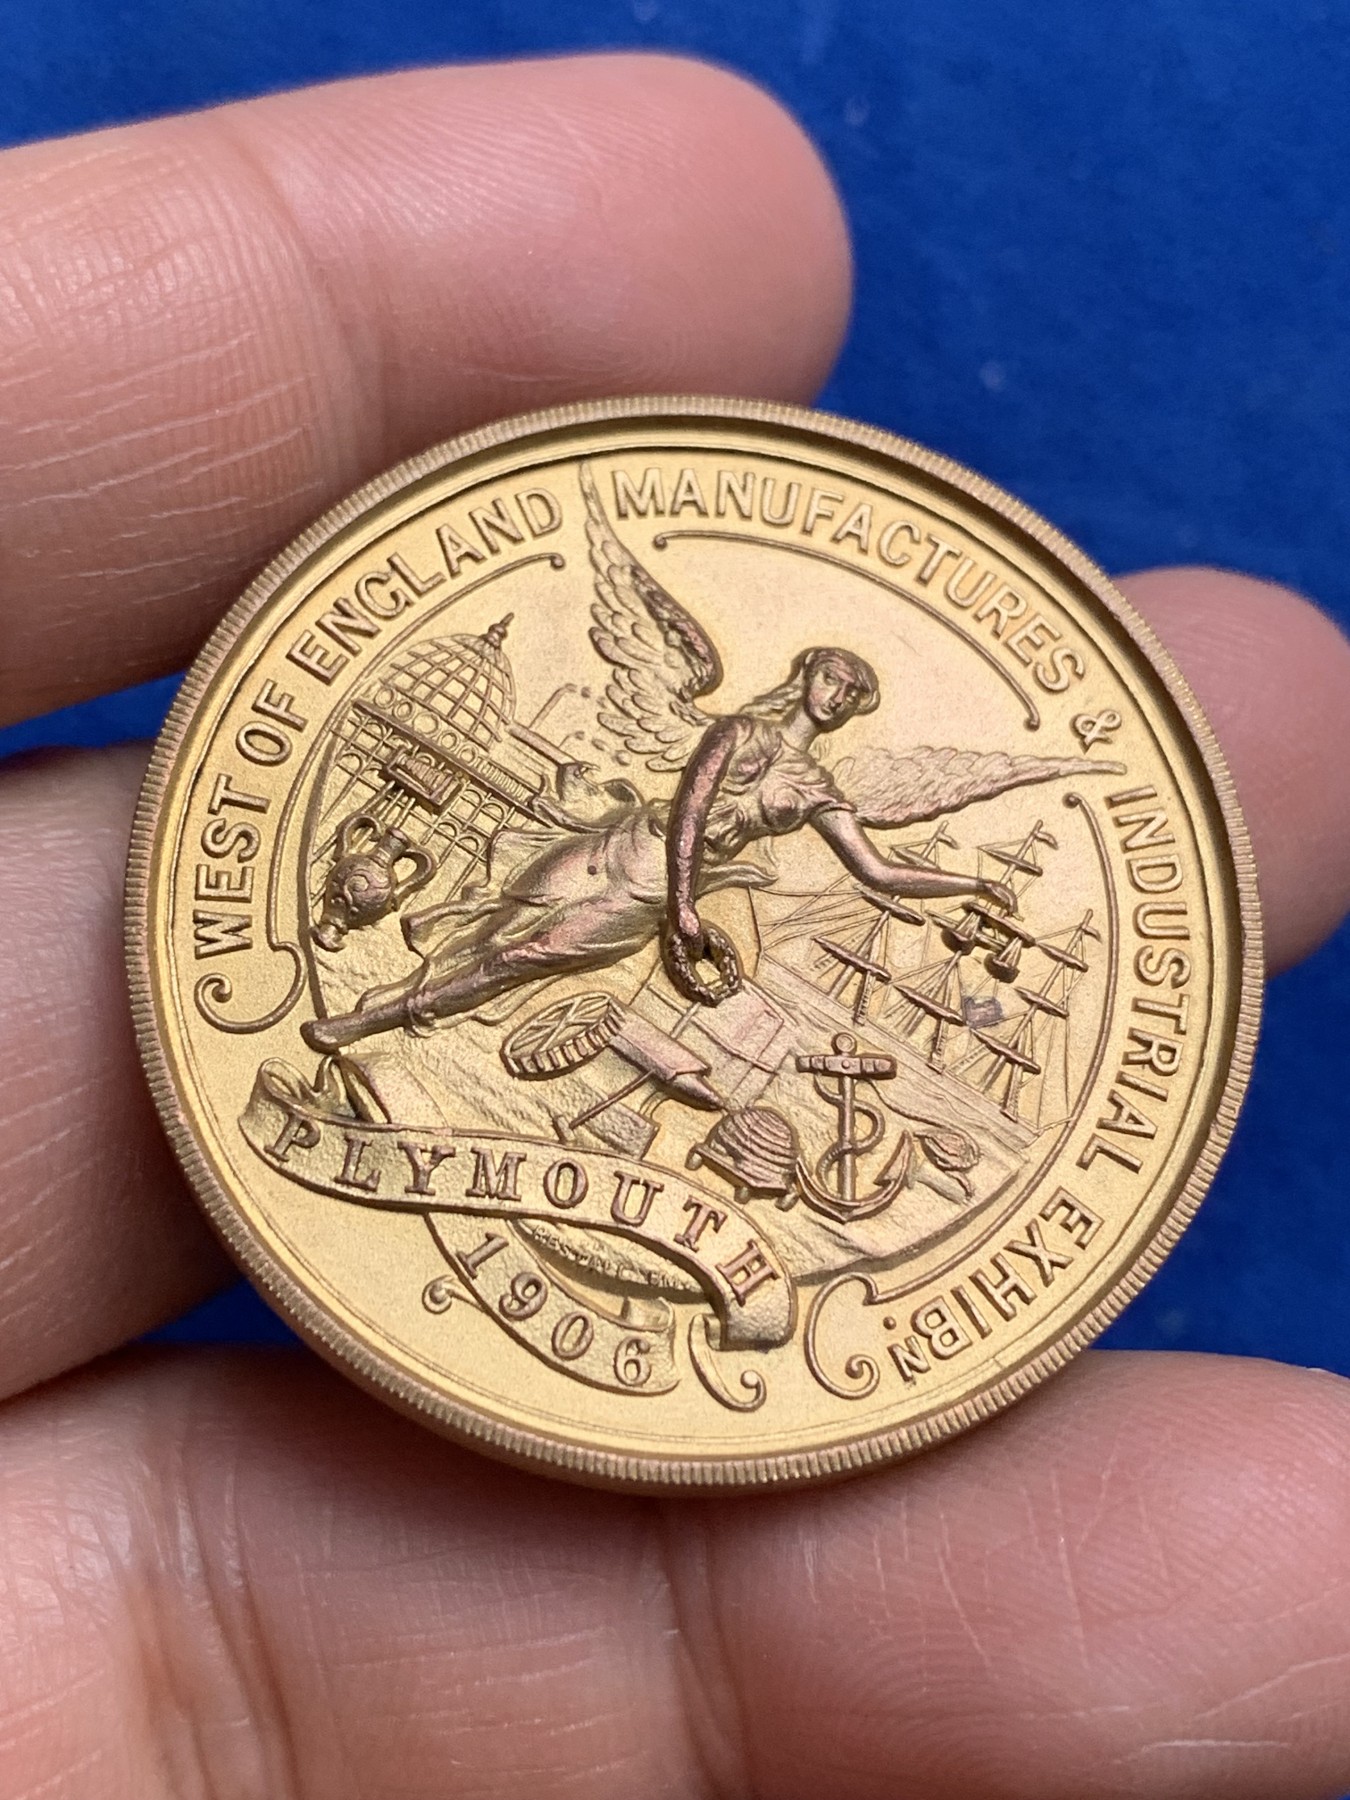 WEST OF ENGLAND MANUFACTURES & INDUSTRIAL EXHIBN.
PLYMOUTH
1906